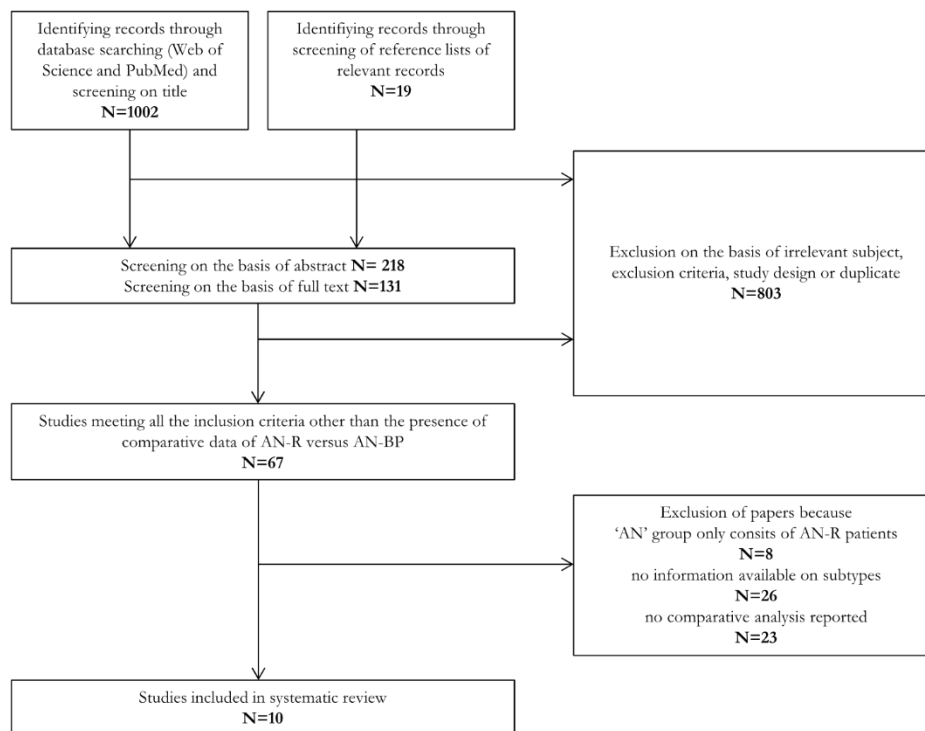 Identifying records through
database searching (Web of
Science and PubMed) and
screening on title
N=1002
Identifiying records through
screening of reference lists of
relevant records
N=19
Exclusion on the basis of irrelevant subject,
exclusion criteria, study design or duplicate
N=803
Screening on the basis of abstract N= 218
Screening on the basis of full text N=131
Studies meeting all the inclusion criteria other than the presence of
comparative data of AN-R versus AN-BP
N=67
Exclusion of papers because
‘AN’ group only consits of AN-R patients
N=8
no information available on subtypes
N=26
no comparative analysis reported
N=23
Studies included in systematic review
N=10